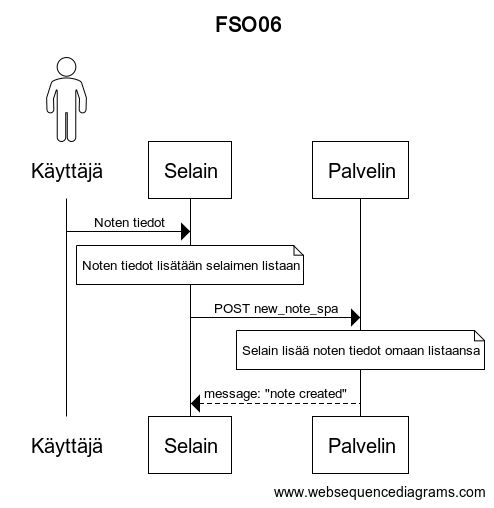 FSO06
Käyttäjä
Selain
Palvelin
Noten tiedot
Noten tiedot lisätään selaimen listaan
POST new_note_spa
Selain lisää noten tiedot omaan listaansa
message: "note created"
Käyttäjä
Selain
Palvelin
www.websequencediagrams.com